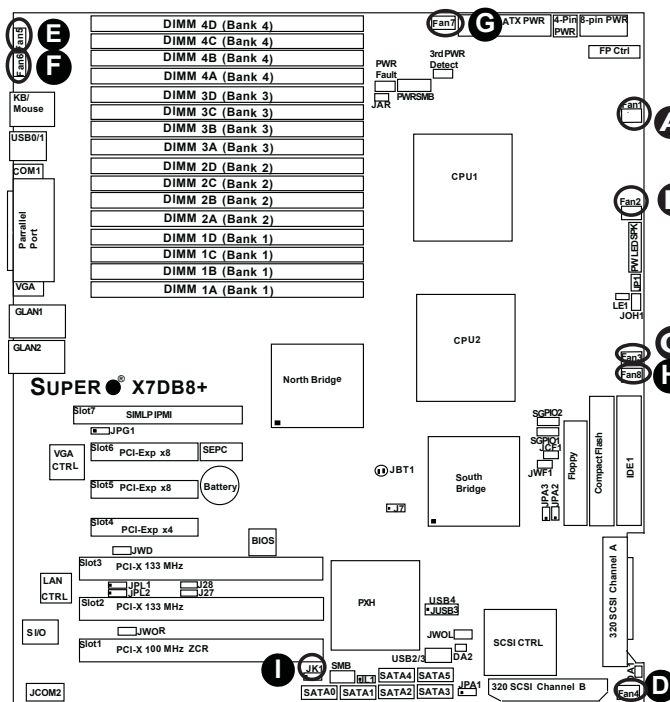 DIMM 4D (Bank 4)
DIMM 4C (Bank 4)
DIMM 4B (Bank 4)
DIMM 4A (Bank 4)
DIMM 3D (Bank 3)
DIMM 3C (Bank 3)
DIMM 3B (Bank 3)
DIMM 3A (Bank 3)
DIMM 2D (Bank 2)
DIMM 2C (Bank 2)
DIMM 2B (Bank 2)
DIMM 2A (Bank 2)
DIMM 1D (Bank 1)
DIMM 1C (Bank 1)
DIMM 1B (Bank 1)
DIMM 1A (Bank 1)
Fan5
E
Fan6
F
KB/
Mouse
USB0/1
COM1
Parrallel
Port
VGA
GLAN1
GLAN2
Fan7
G
ATX PWR
4-Pin
PWR
8-pin PWR
FP Ctrl
3rd PWR
Detect
PWR
Fault
JAR
PWRSMB
Fan1
A
CPU1
Fan2
PW LED SPK
JP1
LE1
JOH1
CPU2
Fan3
Fan8
H
North Bridge
SUPER ® X7DB8+
Slot7
SIMLP IPMI
JPG1
VGA
CTRL
Slot6
PCI-Exp x8
SEPC
Slot5
PCI-Exp x8
Battery
Slot4
PCI-Exp x4
BIOS
JWD
JBT1
J7
South
Bridge
SGPIO2
SGPIO1
JCF1
JWF1
JPA3
JPA2
Floppy
Compact Flash
IDE1
Slot3
PCI-X 133 MHz
LAN
CTRL
JPL1
JPL2
J28
J27
Slot2
PCI-X 133 MHz
S I/O
JWOR
Slot1
PCI-X 100 MHz ZCR
PXH
USB4
JUSB3
JWOL
USB2/3
DA2
SCSI CTRL
320 SCSI Channel A
I
JK1
SMB
SATA4
SATA5
SATA0
SATA1
SATA2
SATA3
JPA1
320 SCSI Channel B
Fan4
D
JCOM2